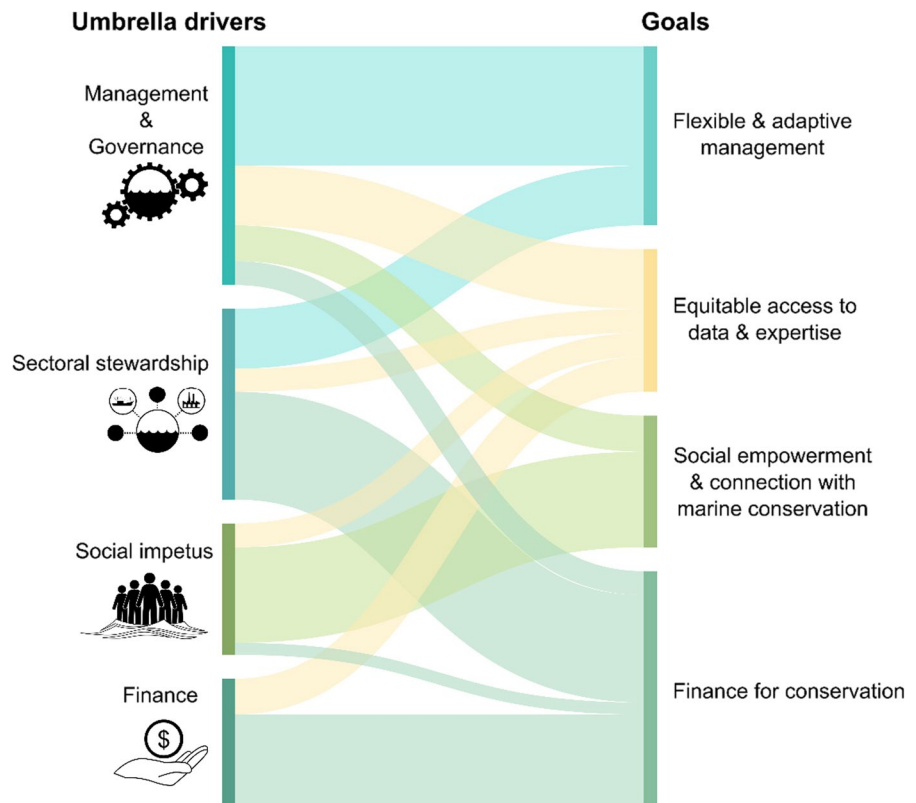 Umbrella drivers
Goals
Management
&
Governance
Sectoral stewardship
Social impetus
Finance
$
Flexible & adaptive
management
Equitable access to
data & expertise
Social empowerment
& connection with
marine conservation
Finance for conservation